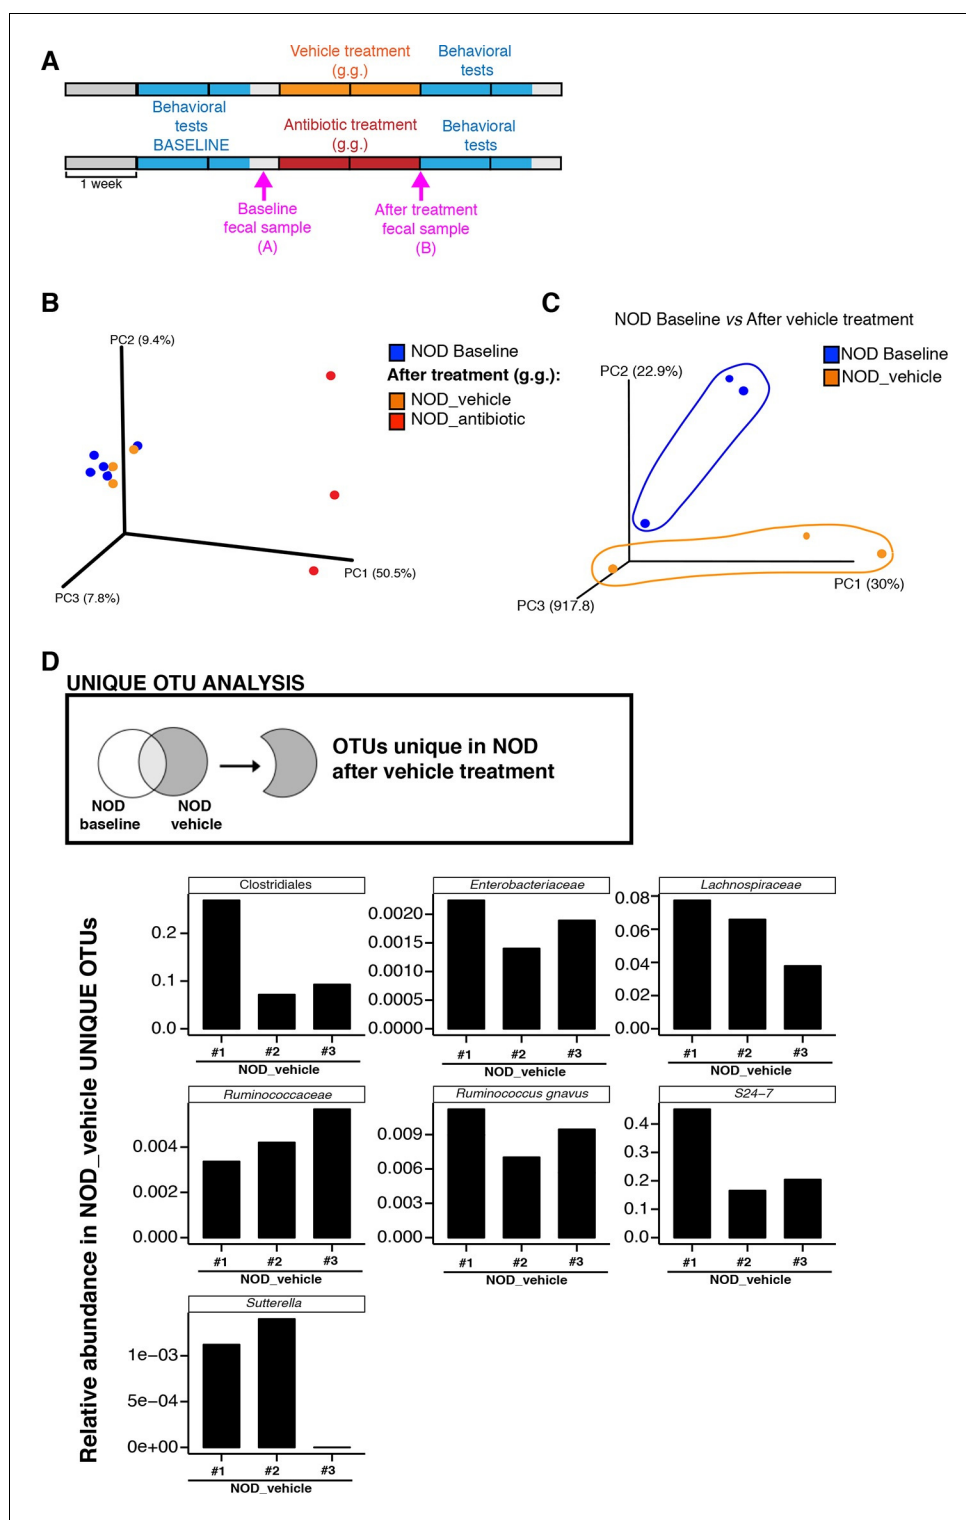 A
Vehicle treatment
(g.g.)
Behavioral
tests
Behavioral
tests
BASELINE
Antibiotic treatment
(g.g.)
Behavioral
tests
1 week
Baseline
fecal sample
(A)
After treatment
fecal sample
(B)
B
PC2 (9.4%)
PC1 (50.5%)
PC3 (7.8%)
NOD Baseline
After treatment (g.g.):
NOD_vehicle
NOD_antibiotic
C
NOD Baseline vs After vehicle treatment
PC2 (22.9%)
NOD Baseline
NOD_vehicle
PC1 (30%)
PC3 (917.8)
D
UNIQUE OTU ANALYSIS
NOD
baseline
NOD
vehicle
OTUs unique in NOD
after vehicle treatment
Relative abundance in NOD_vehicle UNIQUE OTUs
Clostridiales
0.2
0.1
0.0
#1 #2 #3
NOD_vehicle
Enterobacteriaceae
0.0020
0.0015
0.0010
0.0005
0.0000
#1 #2 #3
NOD_vehicle
Lachnospiraceae
0.08
0.06
0.04
0.02
0.00
#1 #2 #3
NOD_vehicle
Ruminococcaceae
0.004
0.002
0.000
#1 #2 #3
NOD_vehicle
Ruminococcus gnavus
0.009
0.006
0.003
0.000
#1 #2 #3
NOD_vehicle
S24-7
0.4
0.3
0.2
0.1
0.0
#1 #2 #3
NOD_vehicle
Sutterella
1e-03
5e-04
0e+00
#1 #2 #3
NOD_vehicle